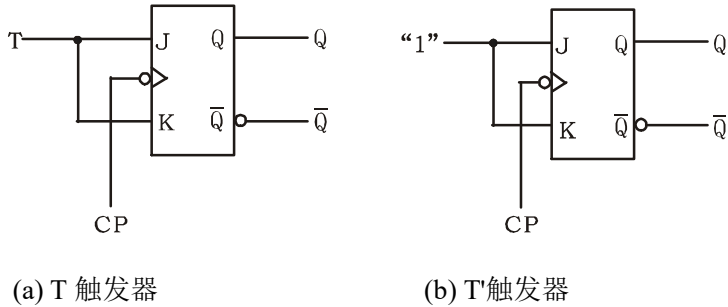 T J Q Q
K Q̅ Q̅
CP
(a) T 触发器
“1” J Q Q
K Q̅ Q̅
CP
(b) T'触发器